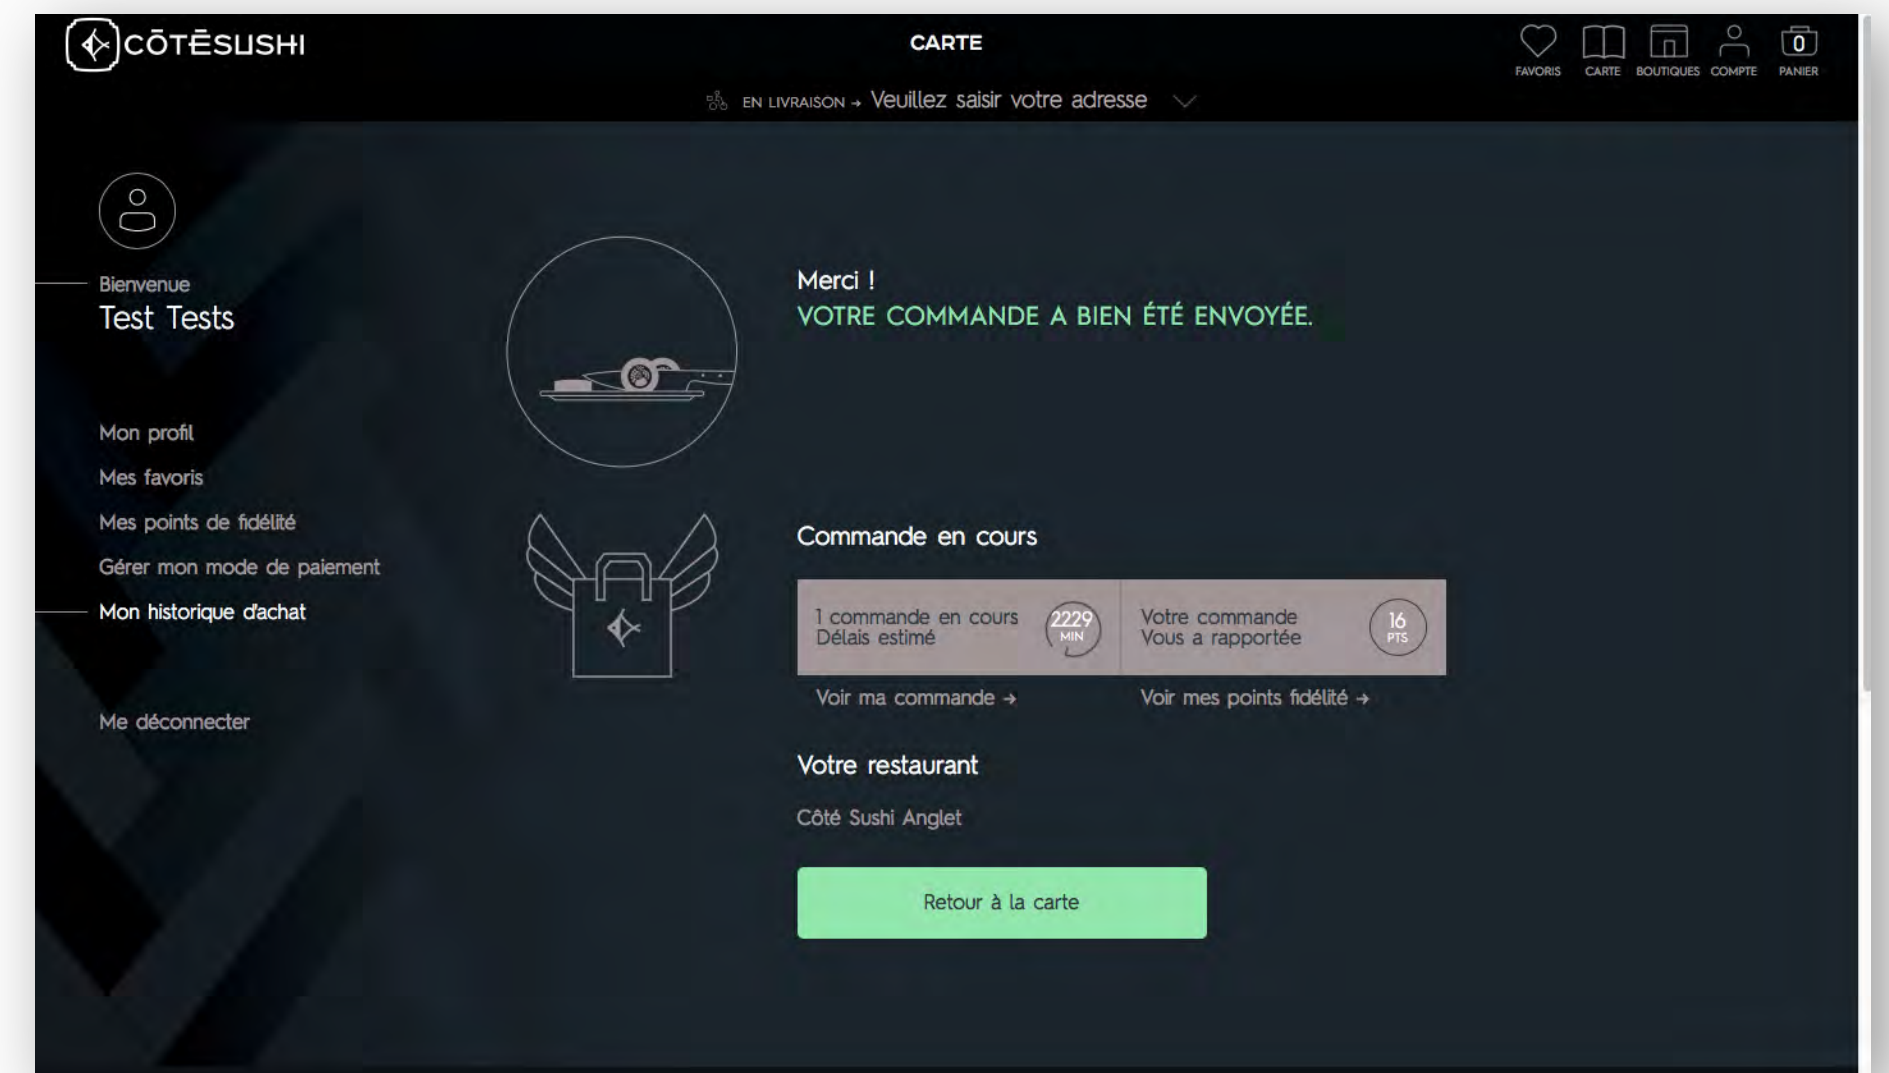 CŌTĒSUSHI
CARTE
FAVORIS
CARTE
BOUTIQUES
COMPTE
0
PANIER
EN LIVRAISON → Veuillez saisir votre adresse
Bienvenue
Test Tests
Mon profil
Mes favoris
Mes points de fidélité
Gérer mon mode de paiement
Mon historique d'achat
Me déconnecter
Merci !
VOTRE COMMANDE A BIEN ÉTÉ ENVOYÉE.
Commande en cours
1 commande en cours
Délais estimé
2229
MIN
Votre commande
Vous a rapportée
16
PTS
Voir ma commande →
Voir mes points fidélité →
Votre restaurant
Côté Sushi Anglet
Retour à la carte